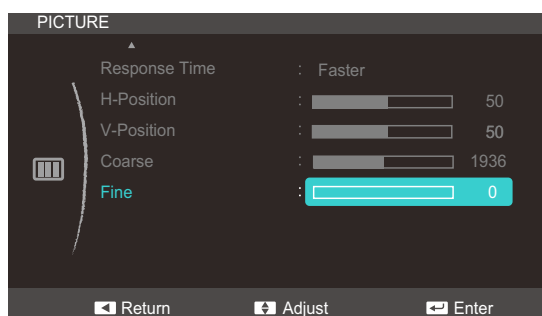 PICTURE
Response Time : Faster
H-Position : 50
V-Position : 50
Coarse : 1936
Fine : 0
Return Adjust Enter